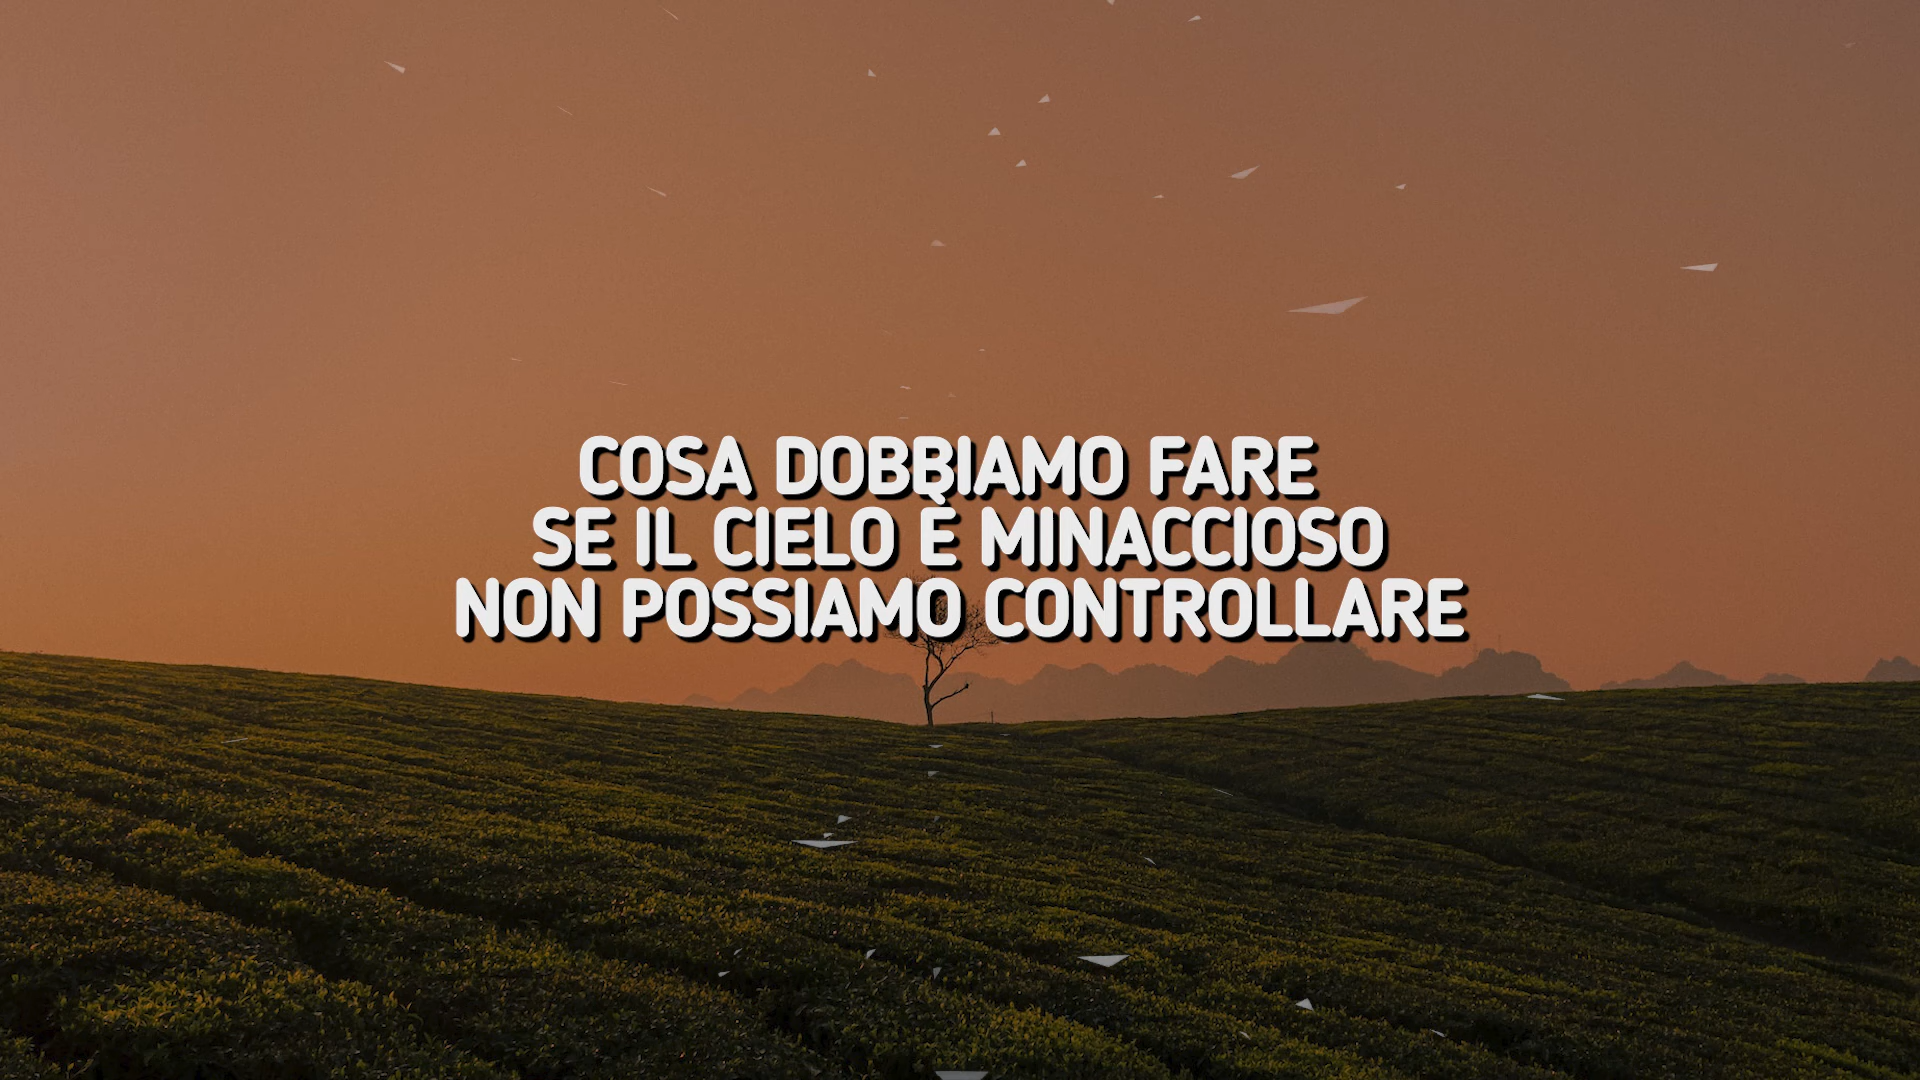 COSA DOBBIAMO FARE
SE IL CIELO È MINACCIOSO
NON POSSIAMO CONTROLLARE